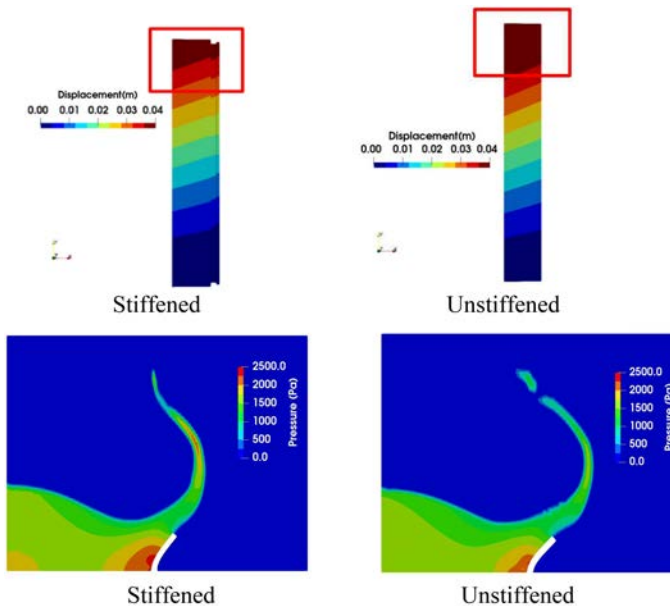 Displacement(m)
0.00 0.01 0.02 0.03 0.04
Displacement(m)
0.00 0.01 0.02 0.03 0.04
Stiffened
Unstiffened
2500.0
2000
1500
1000
500
0.0
Pressure (Pa)
2500.0
2000
1500
1000
500
0.0
Pressure (Pa)
Stiffened
Unstiffened